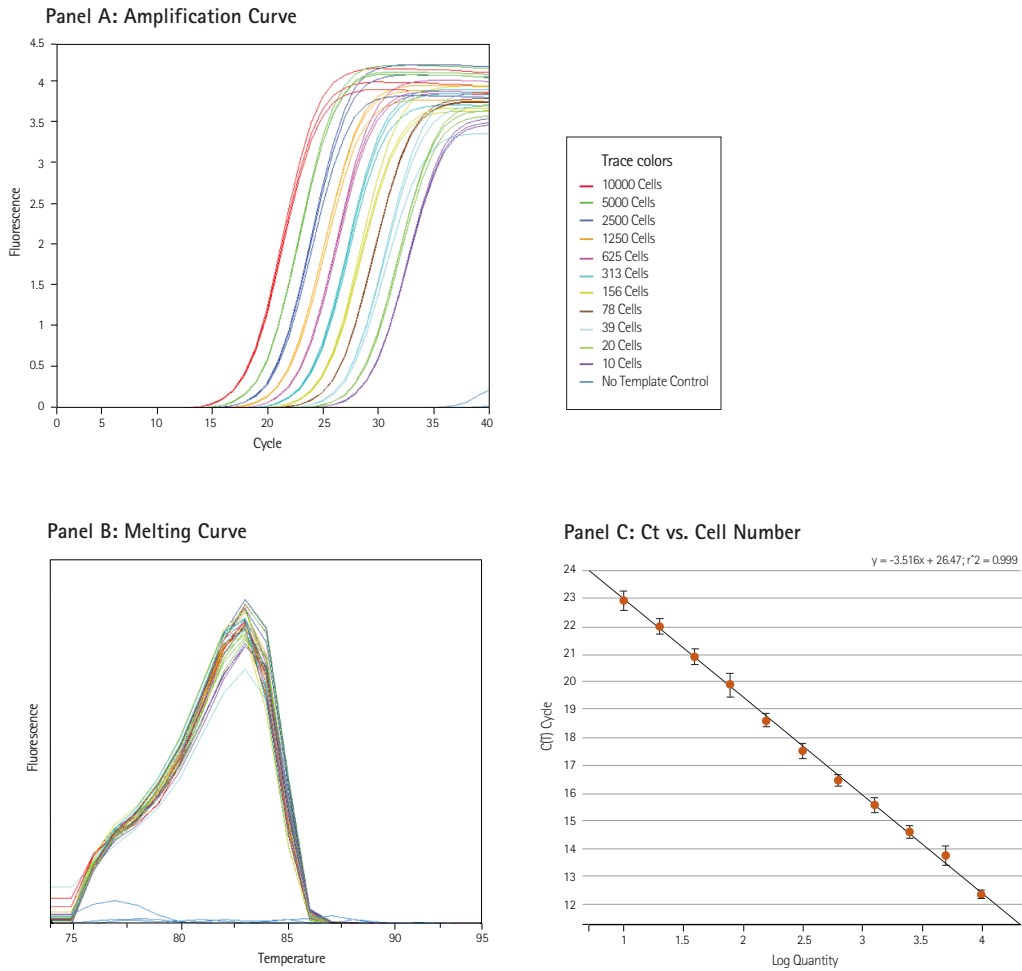 Panel A: Amplification Curve
4.5
4
3.5
3
2.5
2
1.5
1
0.5
0
Fluorescence
0 5 10 15 20 25 30 35 40
Cycle
Trace colors
10000 Cells
5000 Cells
2500 Cells
1250 Cells
625 Cells
313 Cells
156 Cells
78 Cells
39 Cells
20 Cells
10 Cells
No Template Control
Panel B: Melting Curve
Fluorescence
75 80 85 90 95
Temperature
Panel C: Ct vs. Cell Number
y = -3.516x + 26.47; r^2 = 0.999
24
23
22
21
20
19
18
17
16
15
14
13
12
C(T) Cycle
1 1.5 2 2.5 3 3.5 4
Log Quantity